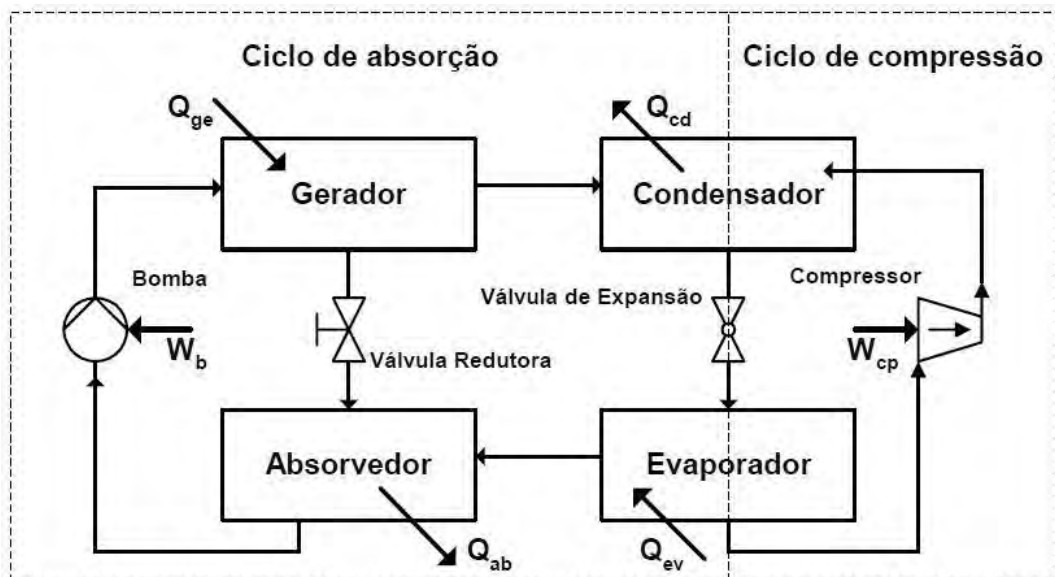 Ciclo de absorção
Ciclo de compressão
Qge
Qcd
Gerador
Condensador
Bomba
Válvula de Expansão
Compressor
Wb
Válvula Redutora
Wcp
Absorvedor
Evaporador
Qab
Qev